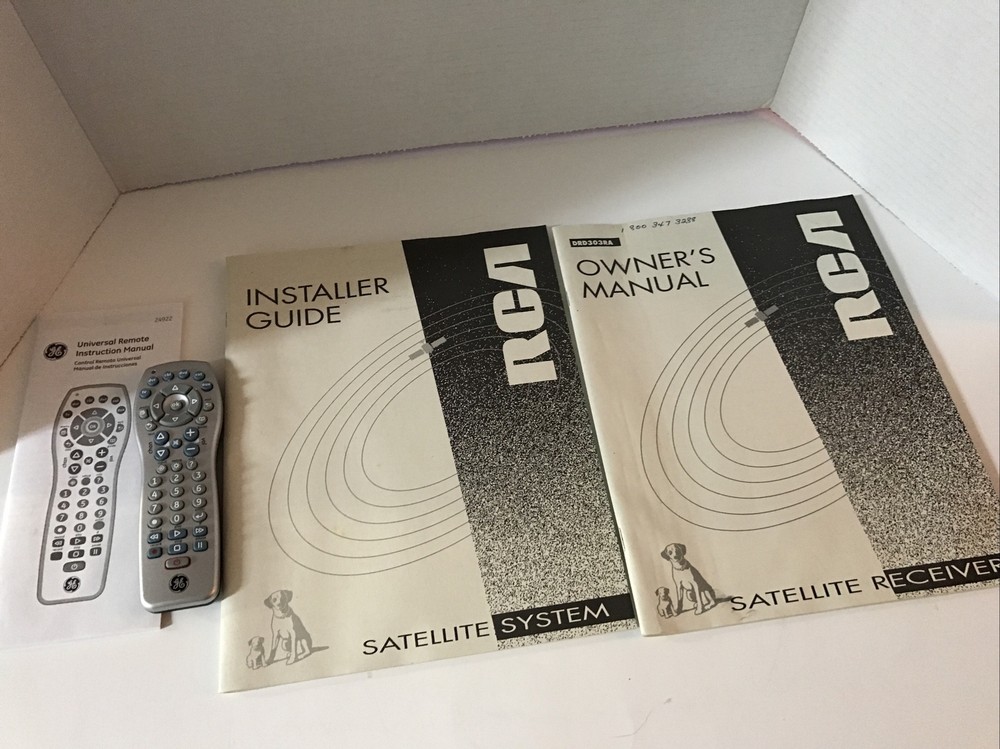 24922
Universal Remote
Instruction Manual
Control Remoto Universal
Manual de Instrucciones
GE
GE
INSTALLER
GUIDE
RCA
SATELLITE SYSTEM
1 800 347 3288
DRD303RA
OWNER'S
MANUAL
RCA
SATELLITE RECEIVER